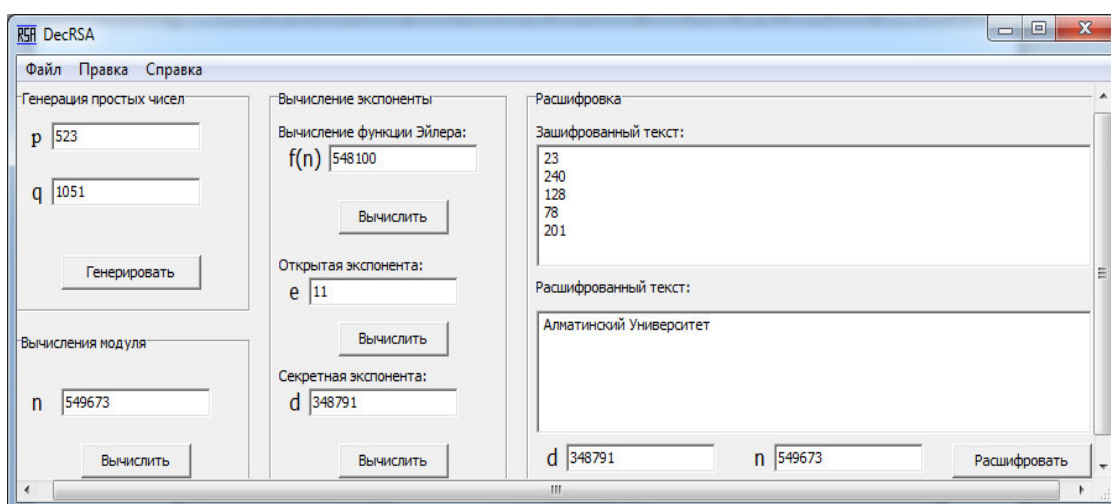 RSA DecRSA
Файл Правка Справка
Генерация простых чисел
p 523
q 1051
Генерировать
Вычисления модуля
n 549673
Вычислить
Вычисление экспоненты
Вычисление функции Эйлера:
f(n) 548100
Вычислить
Открытая экспонента:
e 11
Вычислить
Секретная экспонента:
d 348791
Вычислить
Расшифровка
Зашифрованный текст:
23
240
128
78
201
Расшифрованный текст:
Алматинский Университет
d 348791 n 549673 Расшифровать